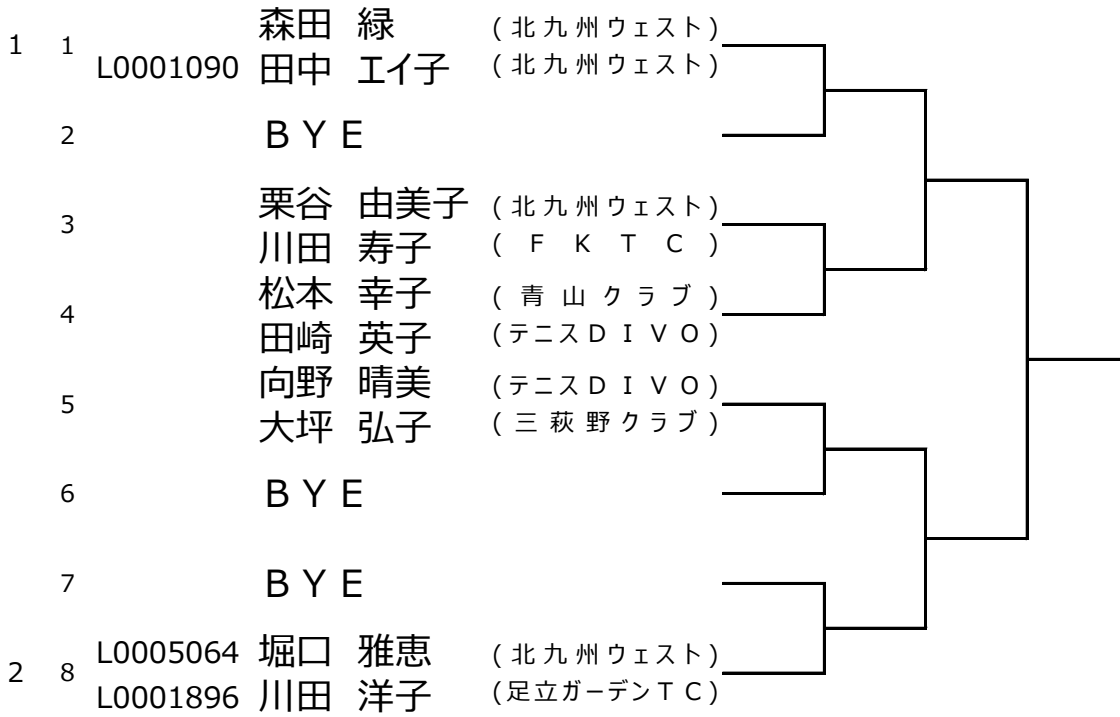 森田 緑 (北九州ウェスト)
1 1
L0001090 田中 エイ子 (北九州ウェスト)
2 BYE
栗谷 由美子 (北九州ウェスト)
3
川田 寿子 (FKTC)
松本 幸子 (青山クラブ)
4
田崎 英子 (テニスDIVO)
向野 晴美 (テニスDIVO)
5
大坪 弘子 (三萩野クラブ)
6 BYE
7 BYE
L0005064 堀口 雅恵 (北九州ウェスト)
2 8
L0001896 川田 洋子 (足立ガーデンTC)